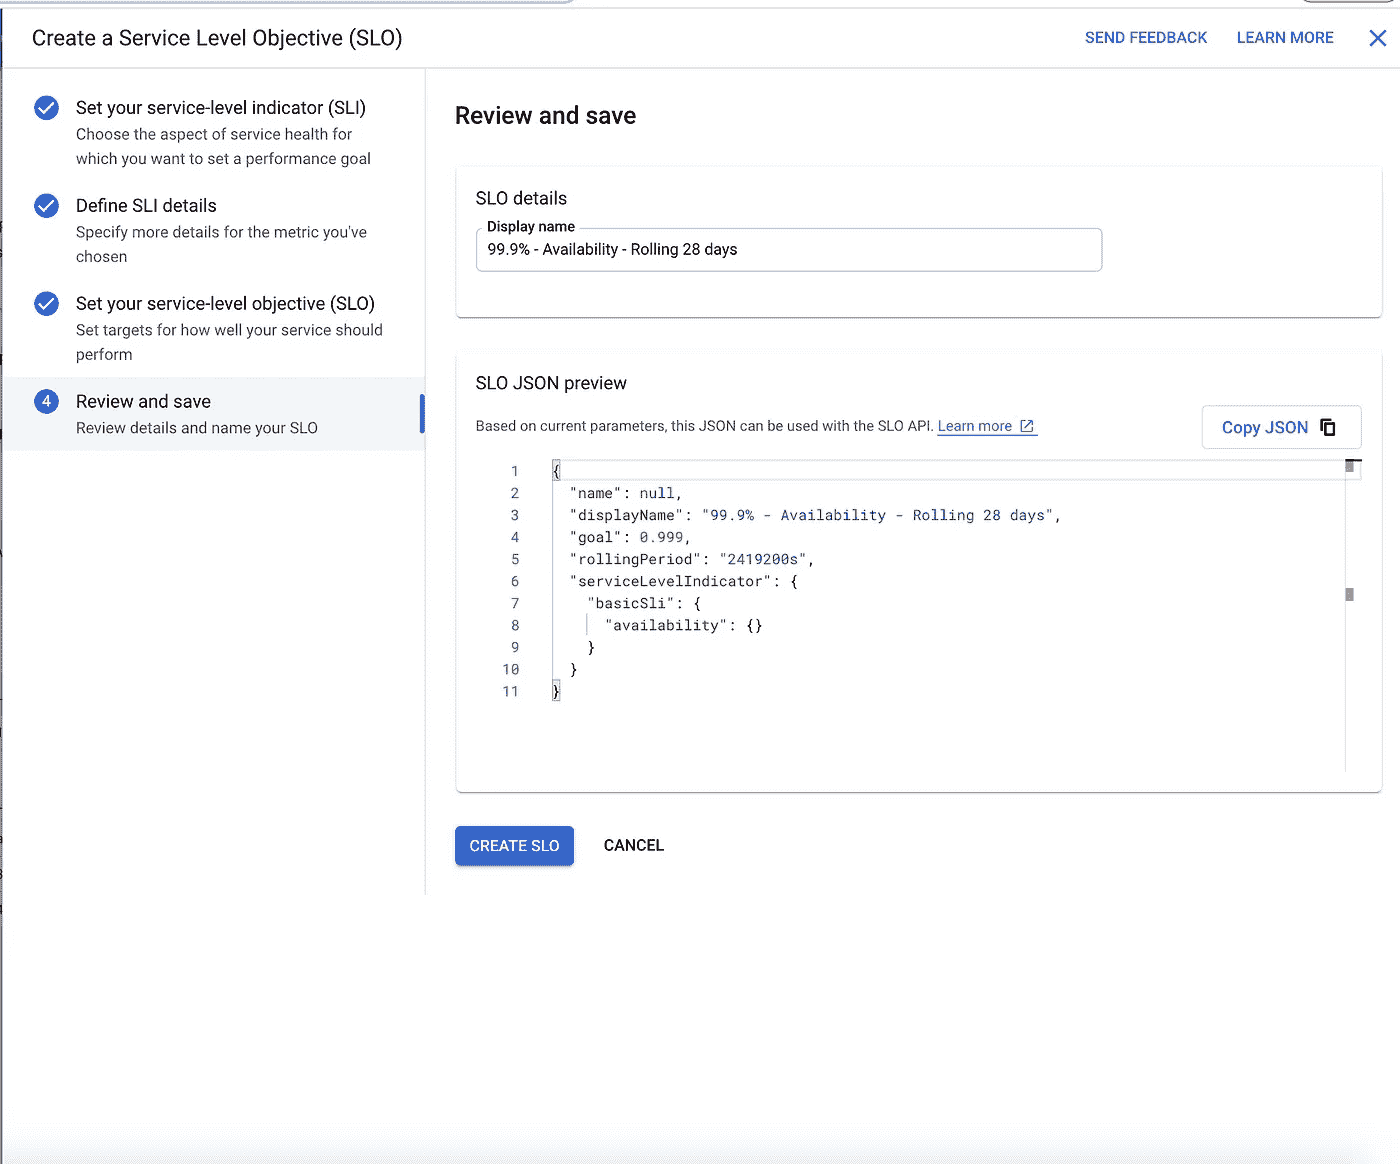 Create a Service Level Objective (SLO)
SEND FEEDBACK
LEARN MORE
Set your service-level indicator (SLI)
Choose the aspect of service health for
which you want to set a performance goal
Define SLI details
Specify more details for the metric you've
chosen
Set your service-level objective (SLO)
Set targets for how well your service should
perform
4
Review and save
Review details and name your SLO
Review and save
SLO details
Display name
99.9% - Availability - Rolling 28 days
SLO JSON preview
Based on current parameters, this JSON can be used with the SLO API. Learn more
Copy JSON
1 {
2 "name": null,
3 "displayName": "99.9% - Availability - Rolling 28 days",
4 "goal": 0.999,
5 "rollingPeriod": "2419200s",
6 "serviceLevelIndicator": {
7 "basicSli": {
8 "availability": {}
9 }
10 }
11 }
CREATE SLO
CANCEL